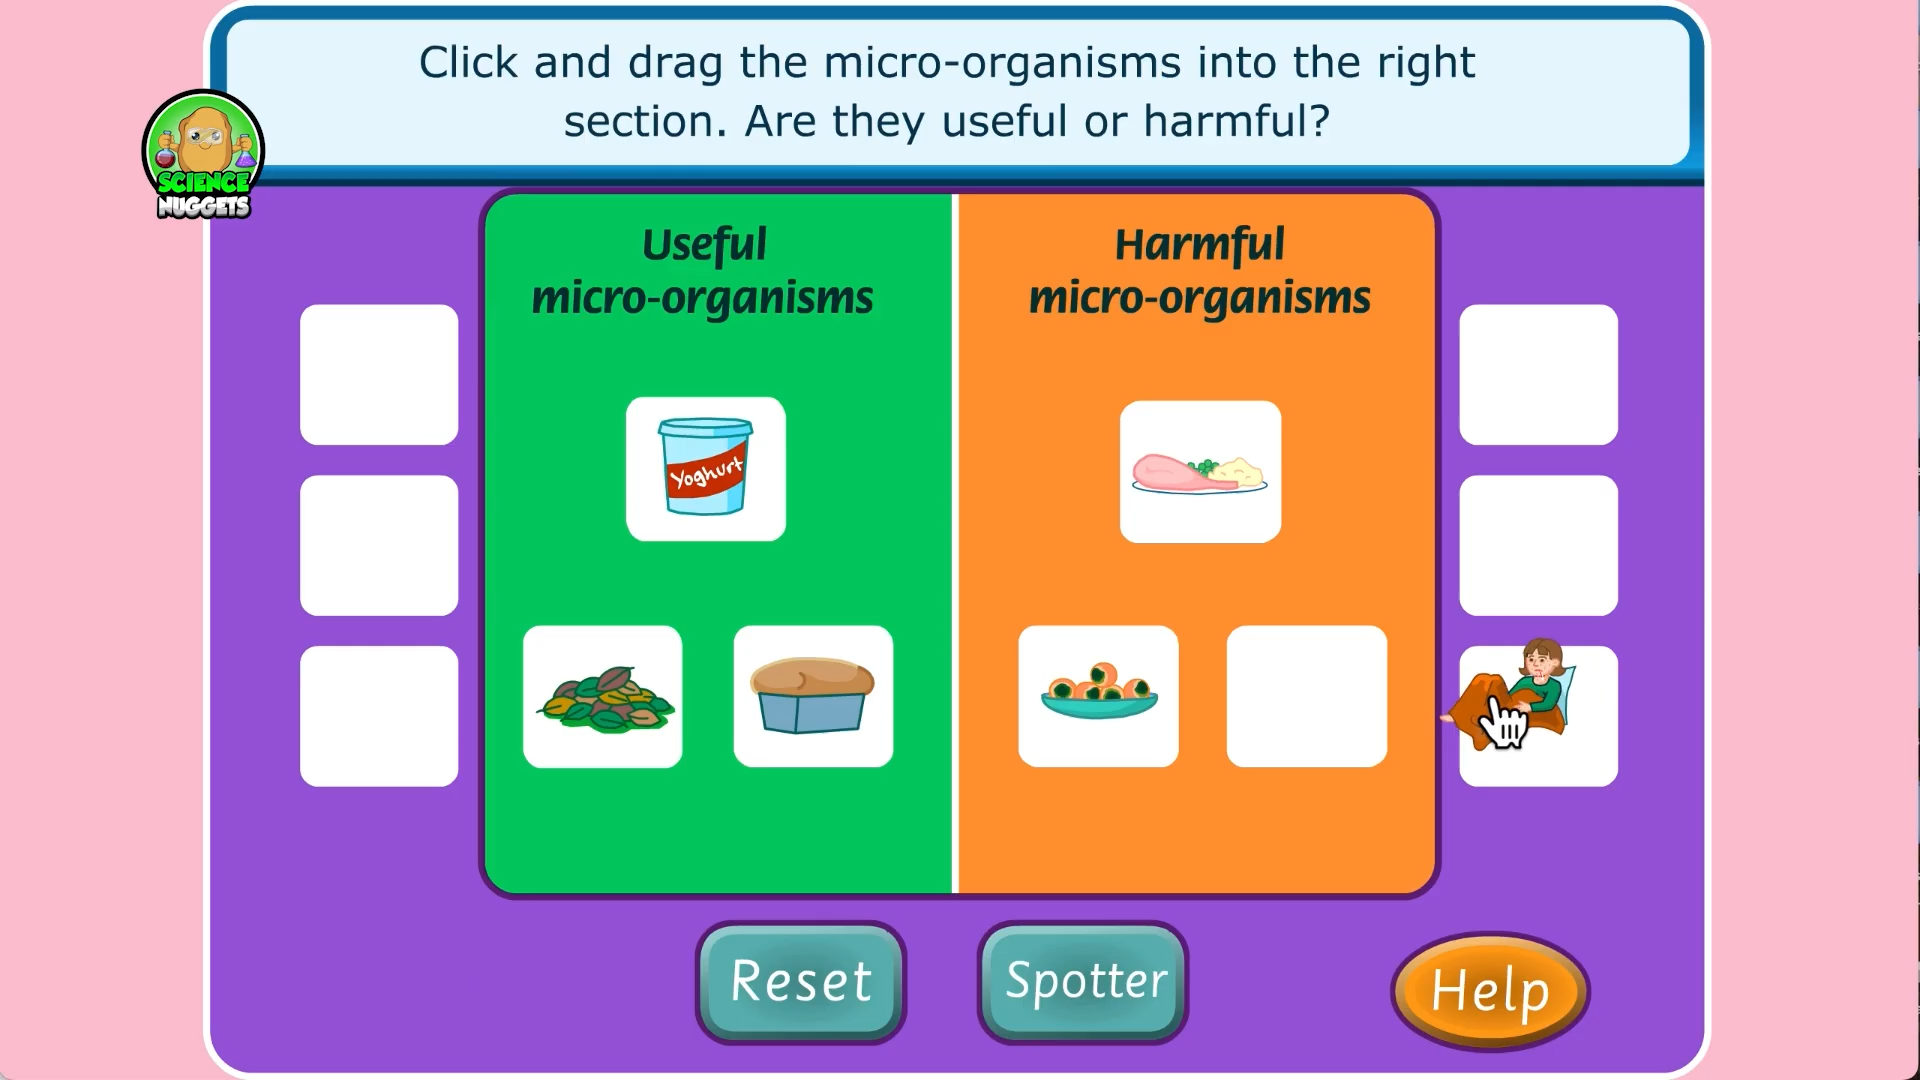 Click and drag the micro-organisms into the right
section. Are they useful or harmful?
SCIENCE
NUGGETS
Useful
micro-organisms
Harmful
micro-organisms
Yoghurt
Reset
Spotter
Help